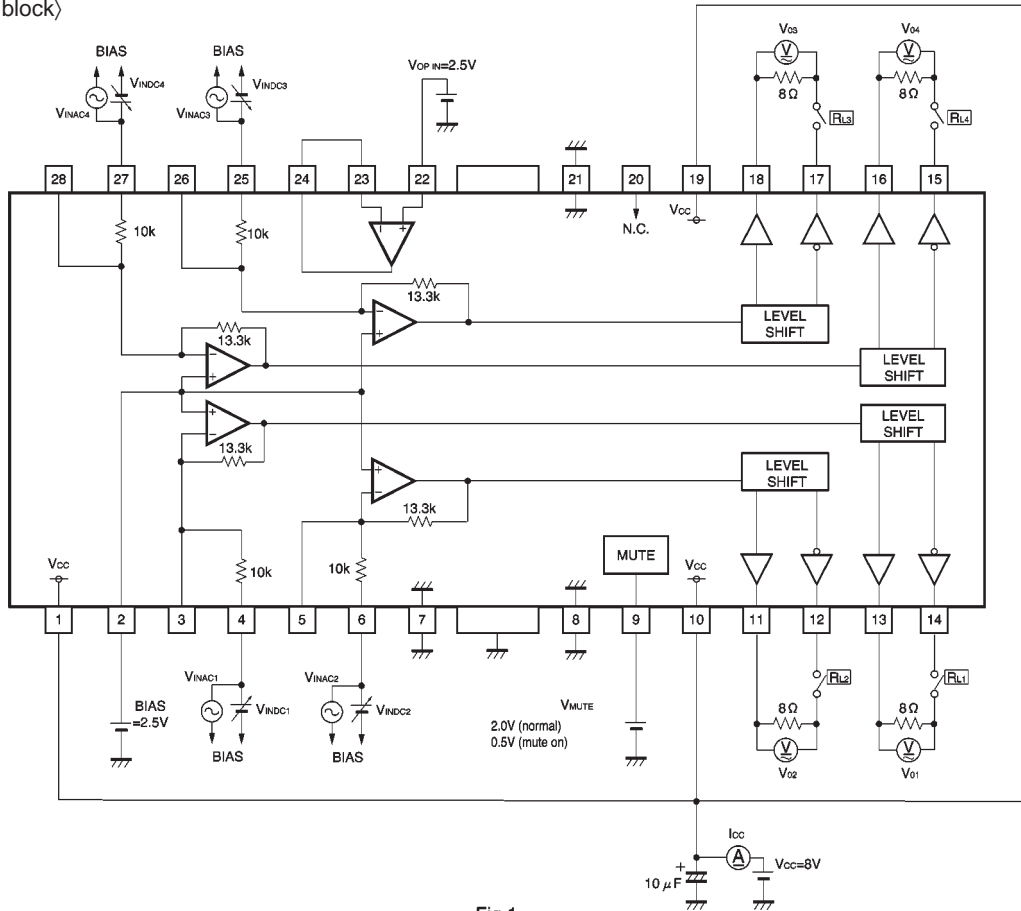 block〉
BIAS
BIAS
VINDC4
VINAC4
VINDC3
VINAC3
VOP IN=2.5V
V03
V
8Ω
RL3
V04
V
8Ω
RL4
28
27
26
25
24
23
22
21
20
19
18
17
16
15
10k
10k
N.C.
VCC
− +
13.3k
−
+
LEVEL
SHIFT
13.3k
−
+
LEVEL
SHIFT
+
−
13.3k
LEVEL
SHIFT
+
−
13.3k
LEVEL
SHIFT
10k
10k
MUTE
VCC
VCC
1
2
3
4
5
6
7
8
9
10
11
12
13
14
BIAS
=2.5V
VINAC1
VINDC1
BIAS
VINAC2
VINDC2
BIAS
VMUTE
2.0V (normal)
0.5V (mute on)
RL2
8Ω
V
V02
RL1
8Ω
V
V01
ICC
A
VCC=8V
+
10 μF